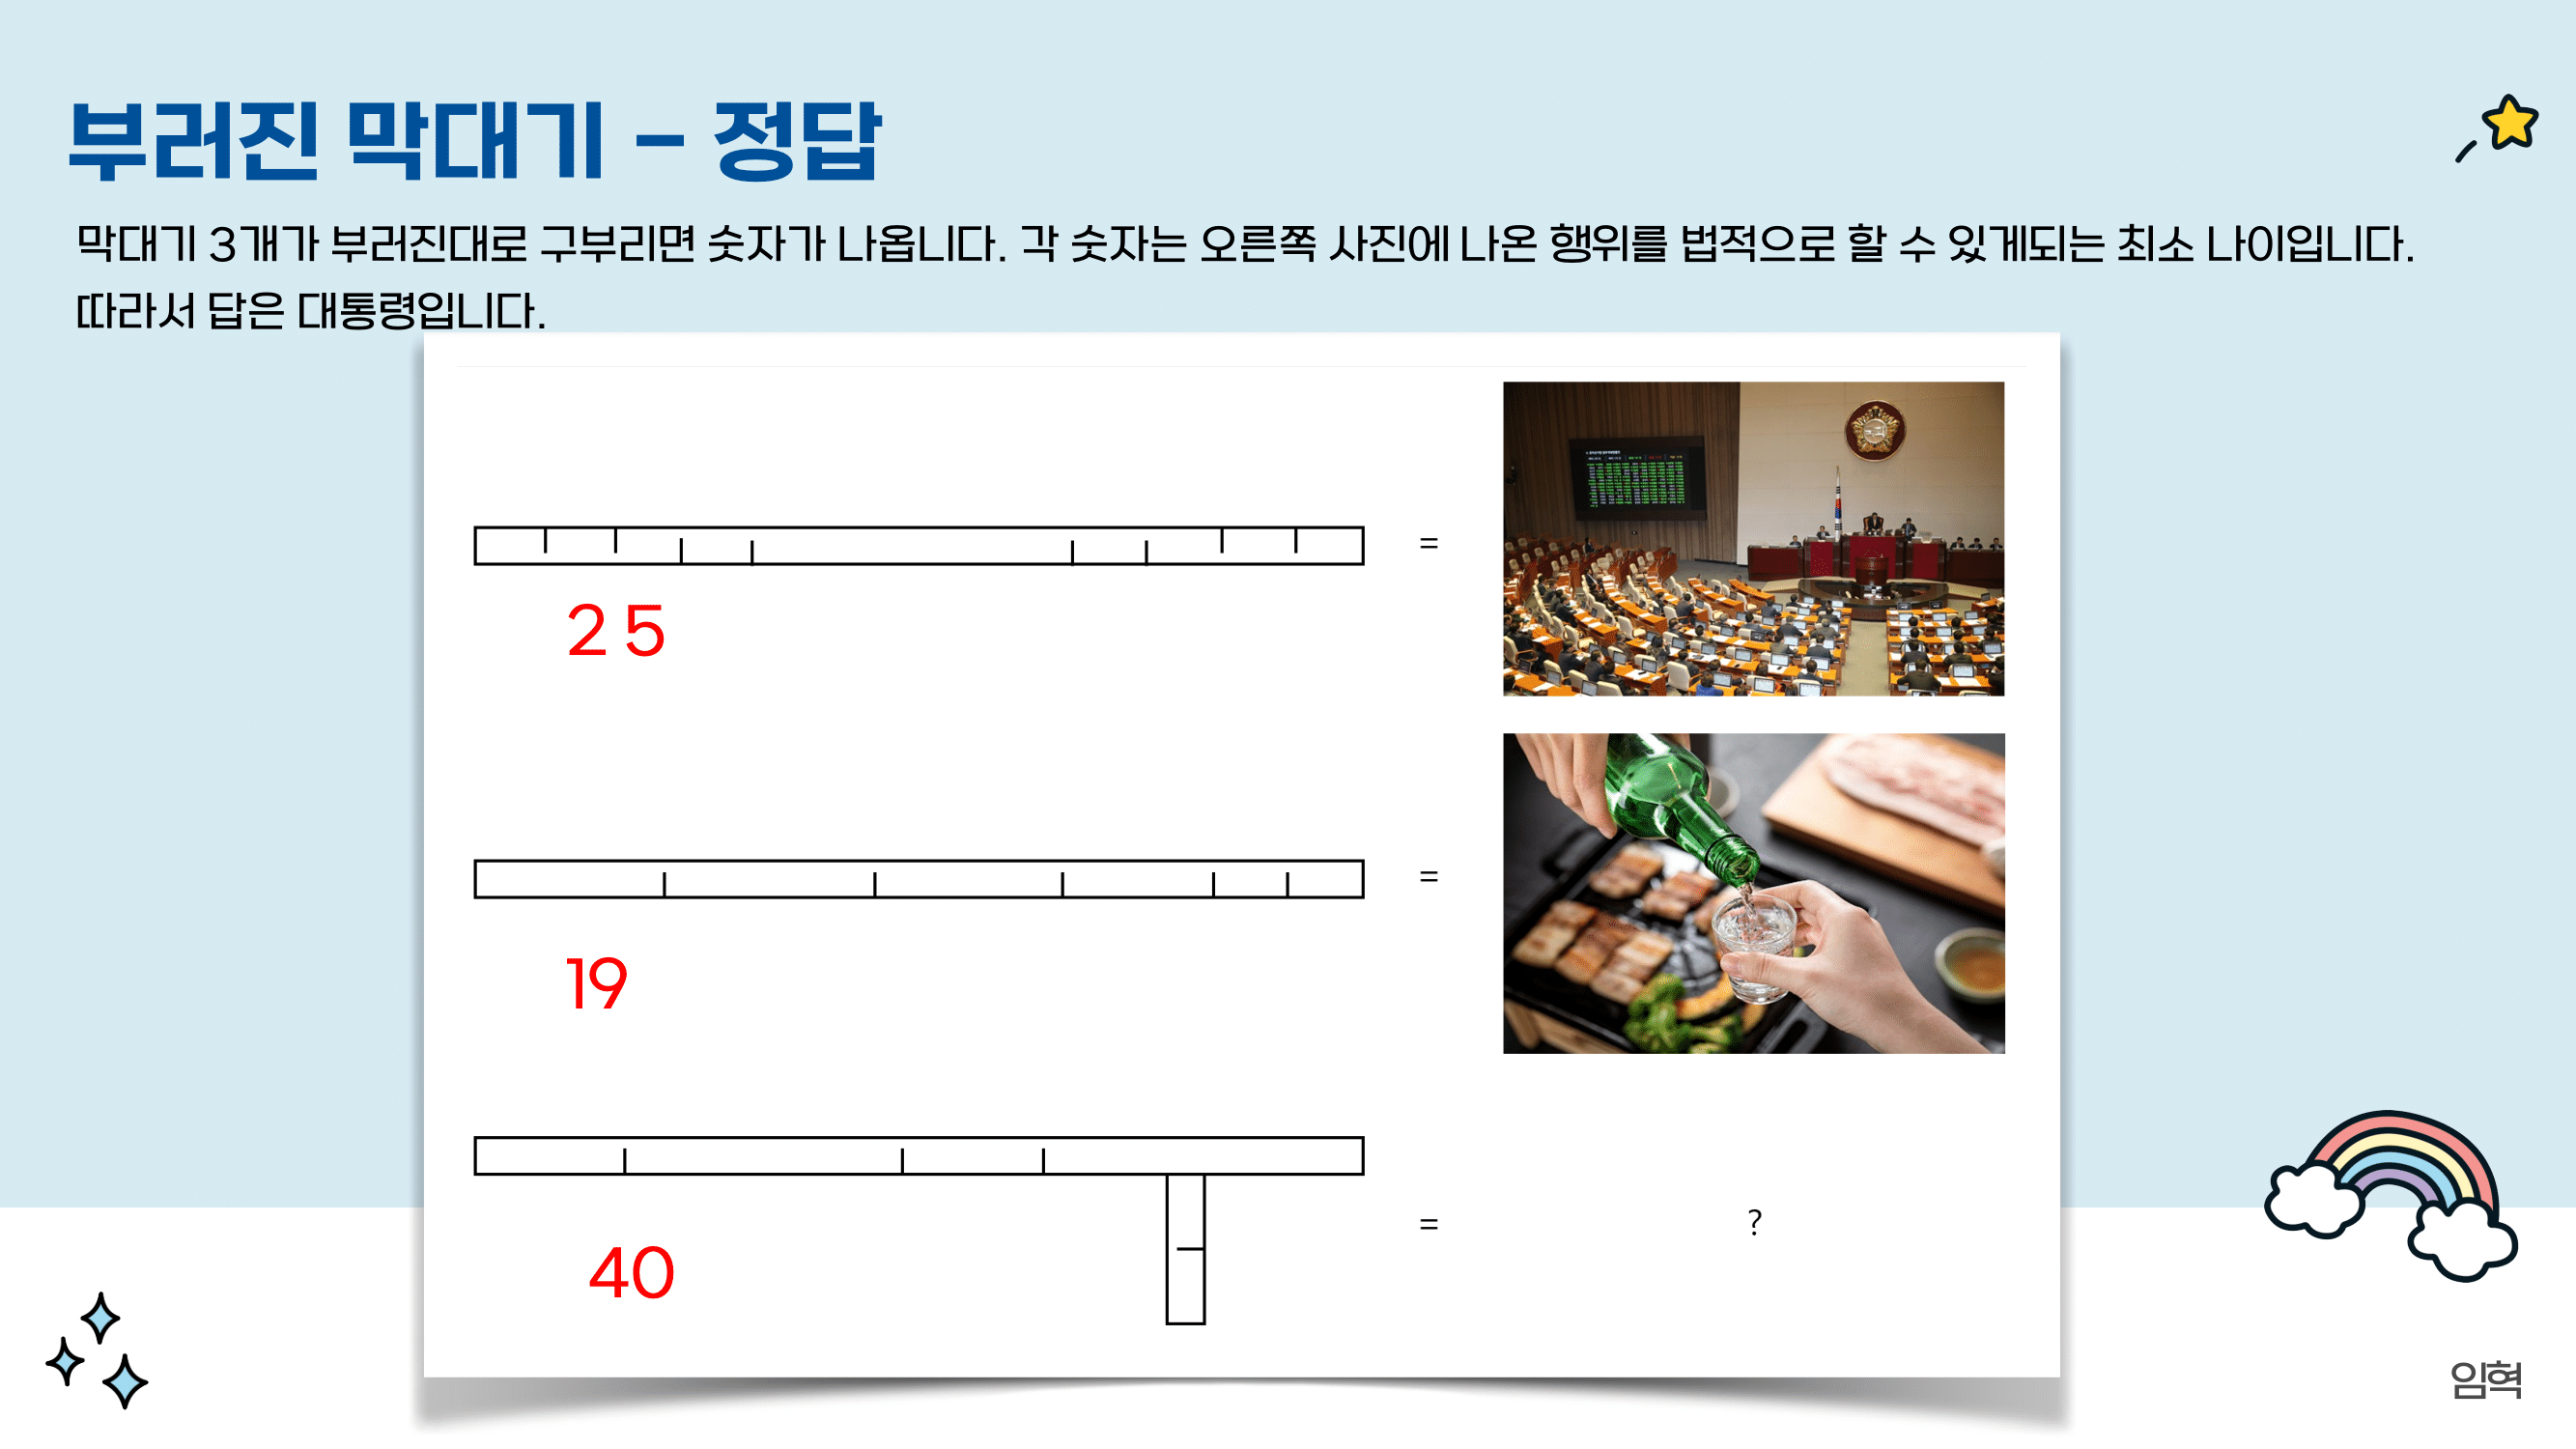 부러진 막대기 - 정답
막대기 3개가 부러진대로 구부리면 숫자가 나옵니다. 각 숫자는 오른쪽 사진에 나온 행위를 법적으로 할 수 있게되는 최소 나이입니다.
따라서 답은 대통령입니다.
=
2 5
=
19
= ?
40
임혁